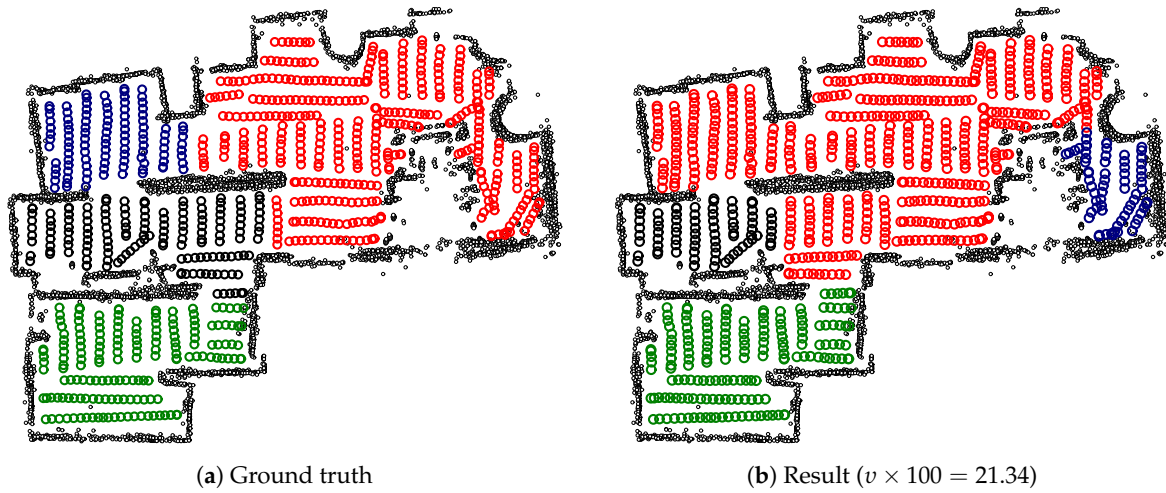 (a) Ground truth
(b) Result (v × 100 = 21.34)